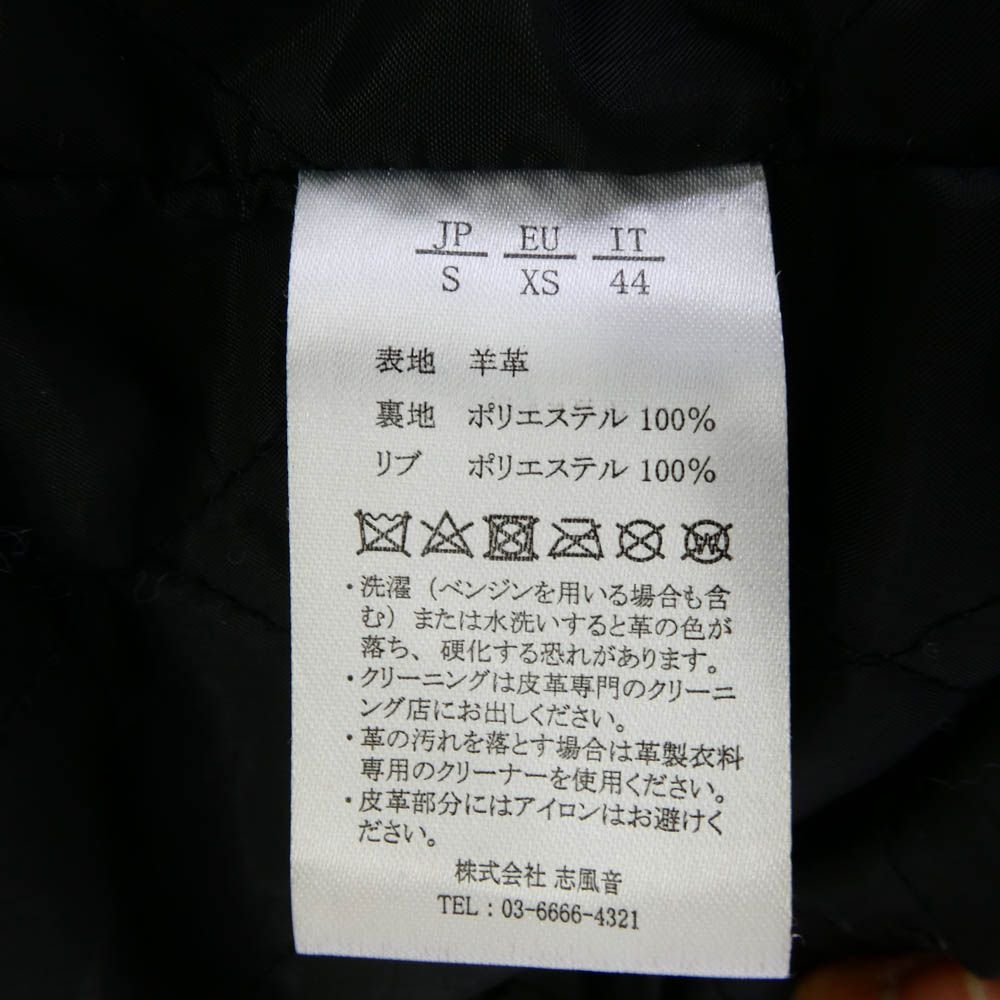 JP EU IT
S XS 44
表地 羊革
裏地 ポリエステル 100%
リブ ポリエステル 100%
W
・洗濯（ベンジンを用いる場合も含
む）または水洗いすると革の色が
落ち、硬化する恐れがあります。
・クリーニングは皮革専門のクリーニ
ング店にお出しください。
・革の汚れを落とす場合は革製衣料
専用のクリーナーを使用ください。
・皮革部分にはアイロンはお避けく
ださい。
株式会社 志風音
TEL：03-6666-4321